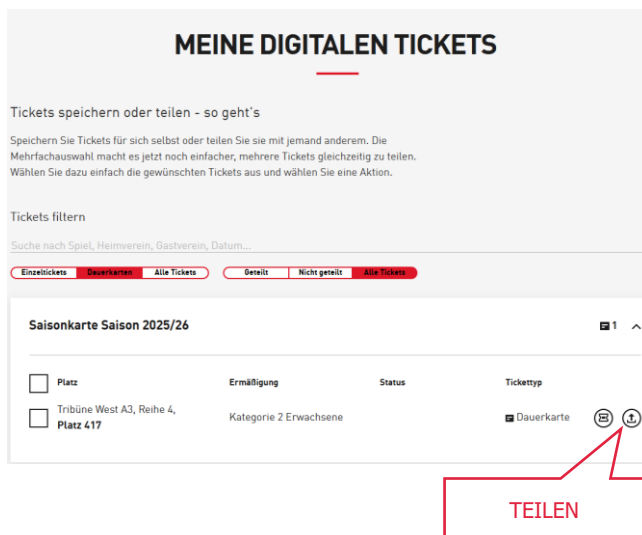 MEINE DIGITALEN TICKETS
Tickets speichern oder teilen - so geht's
Speichern Sie Tickets für sich selbst oder teilen Sie sie mit jemand anderem. Die
Mehrfachauswahl macht es jetzt noch einfacher, mehrere Tickets gleichzeitig zu teilen.
Wählen Sie dazu einfach die gewünschten Tickets aus und wählen Sie eine Aktion.
Tickets filtern
Suche nach Spiel, Heimverein, Gastverein, Datum...
Einzeltickets Dauerkarten Alle Tickets Geteilt Nicht geteilt Alle Tickets
Saisonkarte Saison 2025/26 1
Platz Ermäßigung Status Tickettyp
Tribüne West A3, Reihe 4,
Platz 417 Kategorie 2 Erwachsene Dauerkarte
TEILEN